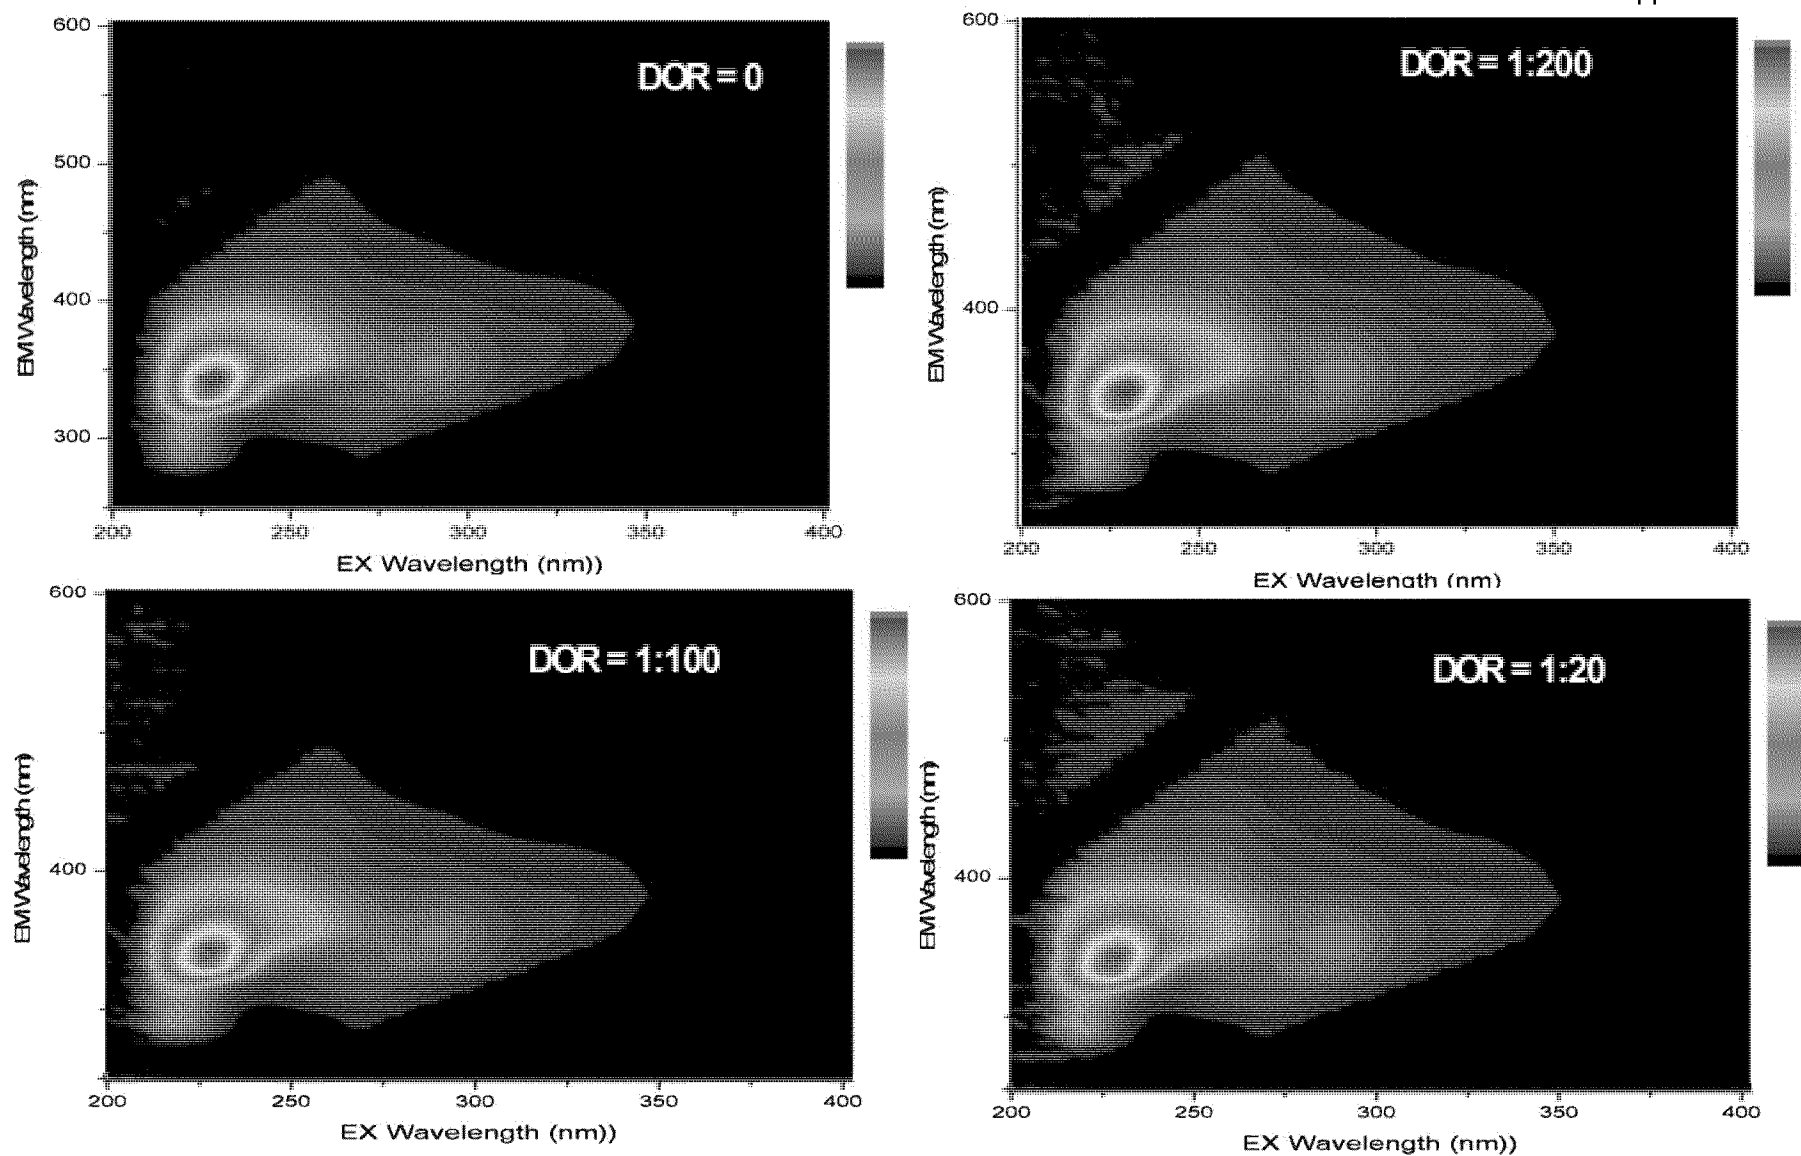 600
DOR = 0
500
400
300
EM Wavelength (nm)
200 250 300 350 400
EX Wavelength (nm))
600
DOR = 1:200
400
EM Wavelength (nm)
200 250 300 350 400
EX Wavelength (nm)
600
DOR = 1:100
400
EM Wavelength (nm)
200 250 300 350 400
EX Wavelength (nm))
600
DOR = 1:20
400
EM Wavelength (nm)
200 250 300 350 400
EX Wavelength (nm))